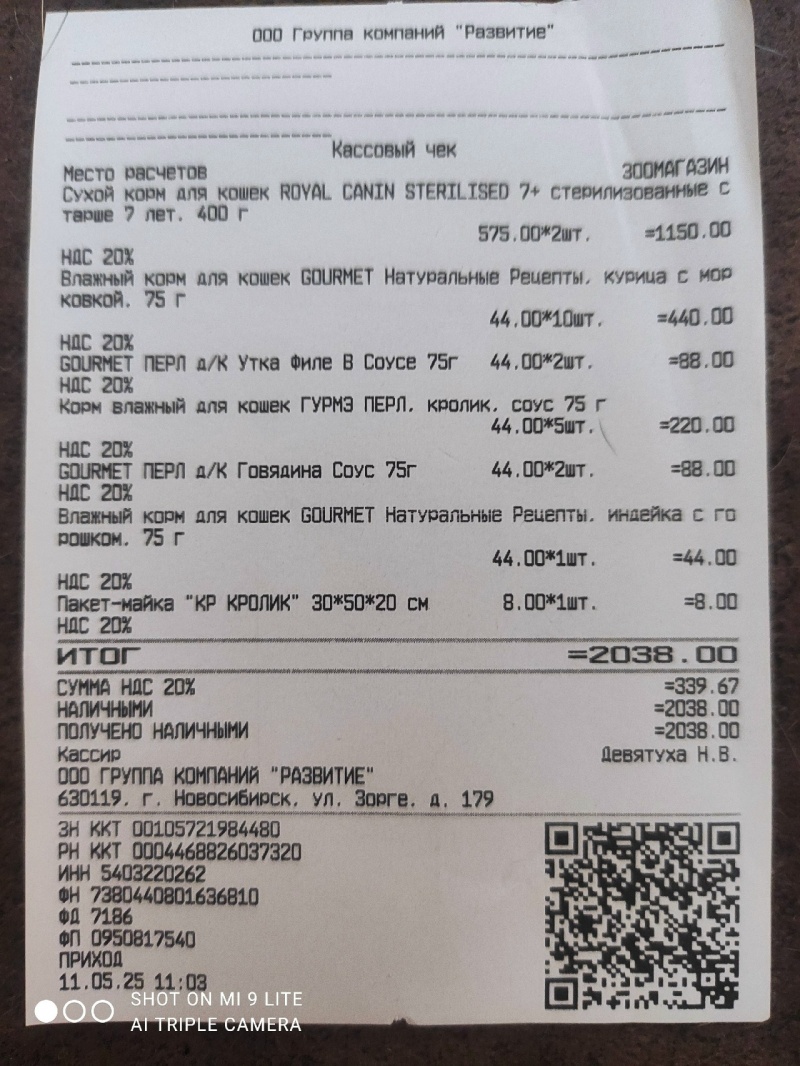 ООО Группа компаний "Развитие"
Кассовый чек
Место расчетов ЗООМАГАЗИН
Сухой корм для кошек ROYAL CANIN STERILISED 7+ стерилизованные с
тарше 7 лет. 400 г
575.00*2шт. =1150.00
НДС 20%
Влажный корм для кошек GOURMET Натуральные Рецепты, курица с мор
ковкой, 75 г
44.00*10шт. =440.00
НДС 20%
GOURMET ПЕРЛ д/К Утка Филе В Соусе 75г 44.00*2шт. =88.00
НДС 20%
Корм влажный для кошек ГУРМЭ ПЕРЛ, кролик, соус 75 г
44.00*5шт. =220.00
НДС 20%
GOURMET ПЕРЛ д/К Говядина Соус 75г 44.00*2шт. =88.00
НДС 20%
Влажный корм для кошек GOURMET Натуральные Рецепты, индейка с го
рошком, 75 г
44.00*1шт. =44.00
НДС 20%
Пакет-майка "КР КРОЛИК" 30*50*20 см 8.00*1шт. =8.00
НДС 20%
ИТОГ =2038.00
СУММА НДС 20% =339.67
НАЛИЧНЫМИ =2038.00
ПОЛУЧЕНО НАЛИЧНЫМИ =2038.00
Кассир Девятуха Н.В.
ООО ГРУППА КОМПАНИЙ "РАЗВИТИЕ"
630119, г. Новосибирск, ул. Зорге, д. 179
ЗН ККТ 00105721984480
РН ККТ 0004468826037320
ИНН 5403220262
ФН 7380440801636810
ФД 7186
ФП 0950817540
ПРИХОД
11.05.25 11:03
SHOT ON MI 9 LITE
AI TRIPLE CAMERA